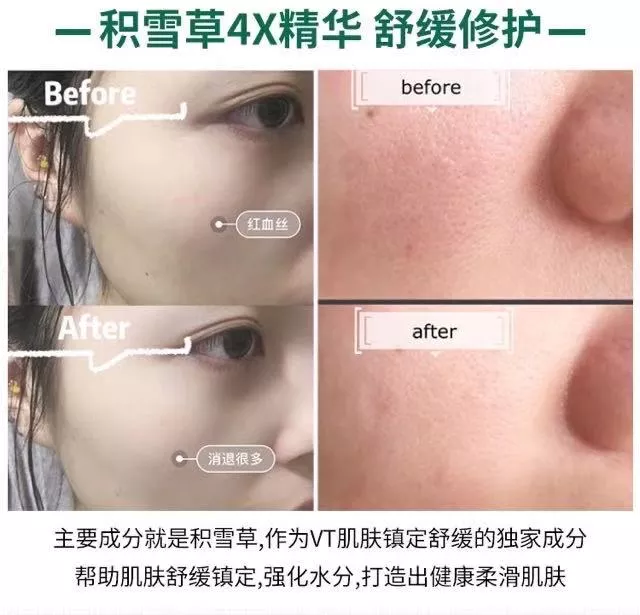 积雪草4X精华 舒缓修护
Before
before
红血丝
After
after
消退很多
主要成分就是积雪草,作为VT肌肤镇定舒缓的独家成分
帮助肌肤舒缓镇定,强化水分,打造出健康柔滑肌肤